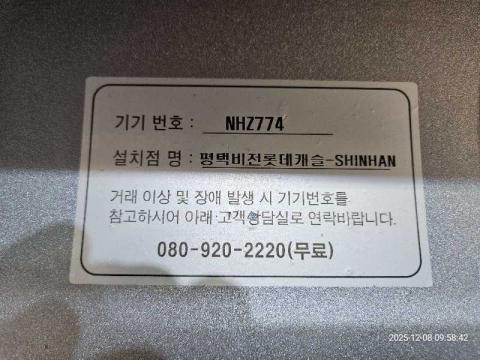 기기 번호 : NHZ774
설치점 명 : 평택비전롯데캐슬-SHINHAN
거래 이상 및 장애 발생 시 기기번호를
참고하시어 아래 고객상담실로 연락바랍니다.
080-920-2220(무료)
2025-12-08 09:58:42